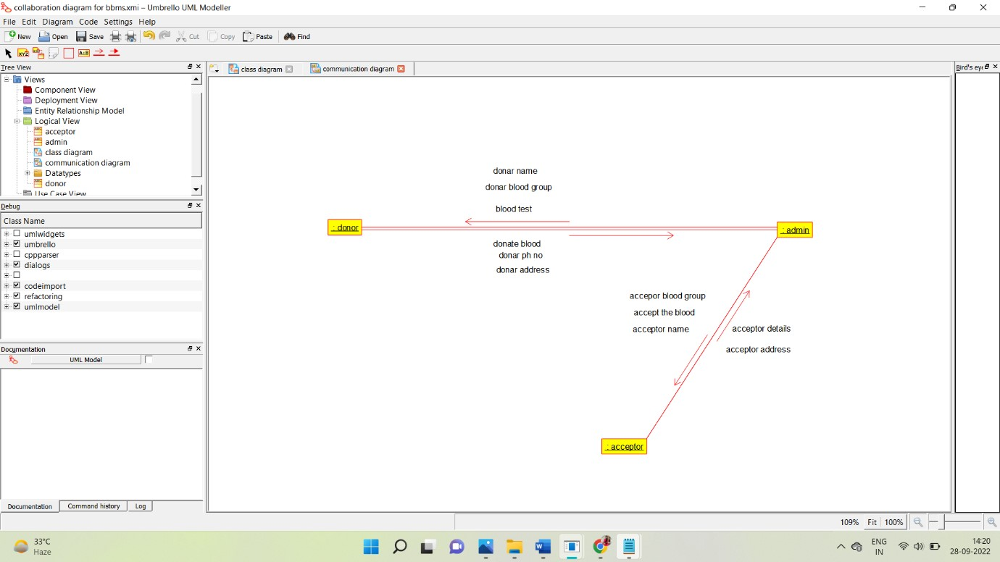 collaboration diagram for bbms.xmi – Umbrello UML Modeller
File Edit Diagram Code Settings Help
New Open Save Cut Copy Paste Find
XYZ A:B
Tree View
class diagram
communication diagram
Bird's eye
Views
Component View
Deployment View
Entity Relationship Model
Logical View
acceptor
admin
class diagram
communication diagram
Datatypes
donor
Use Case View
Debug
Class Name
umlwidgets
umbrello
cppparser
dialogs
codeimport
refactoring
umlmodel
Documentation
UML Model
Documentation Command history Log
donar name
donar blood group
blood test
: donor
: admin
donate blood
donar ph no
donar address
accepor blood group
accept the blood
acceptor name
acceptor details
acceptor address
: acceptor
109% Fit 100%
33°C
Haze
ENG
IN
14:20
28-09-2022